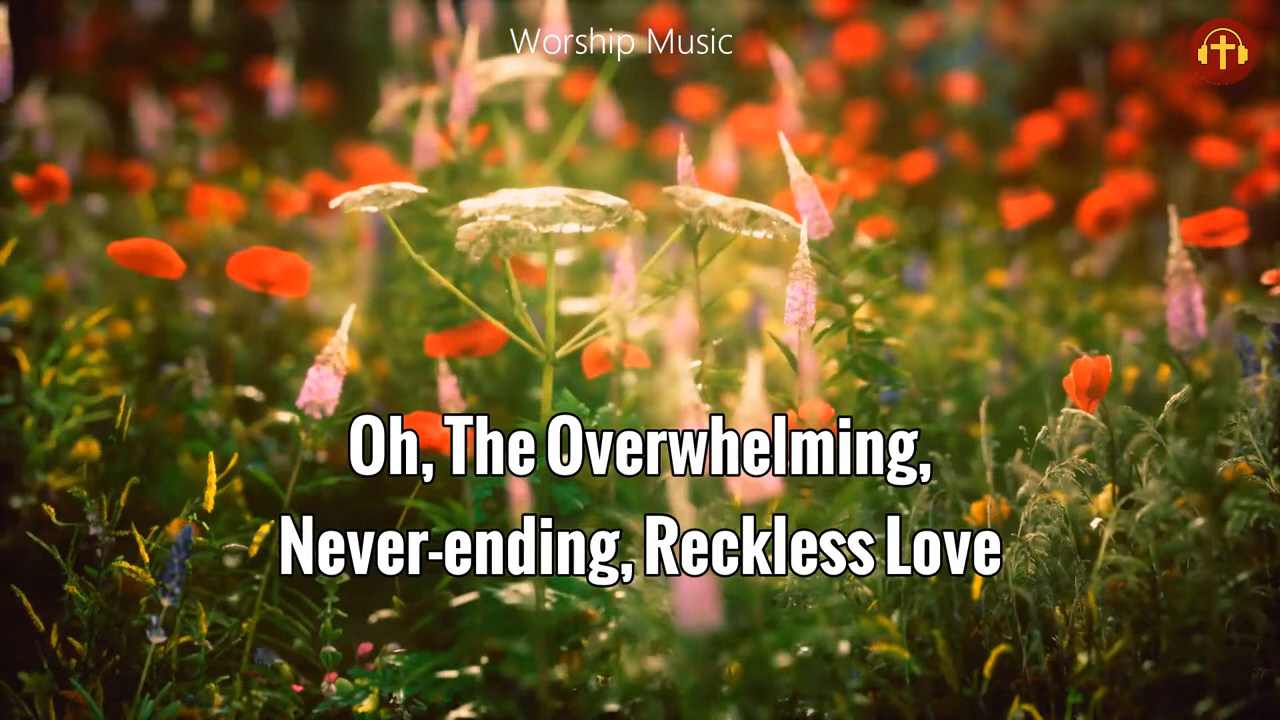 Worship Music
Oh, The Overwhelming,
Never-ending, Reckless Love